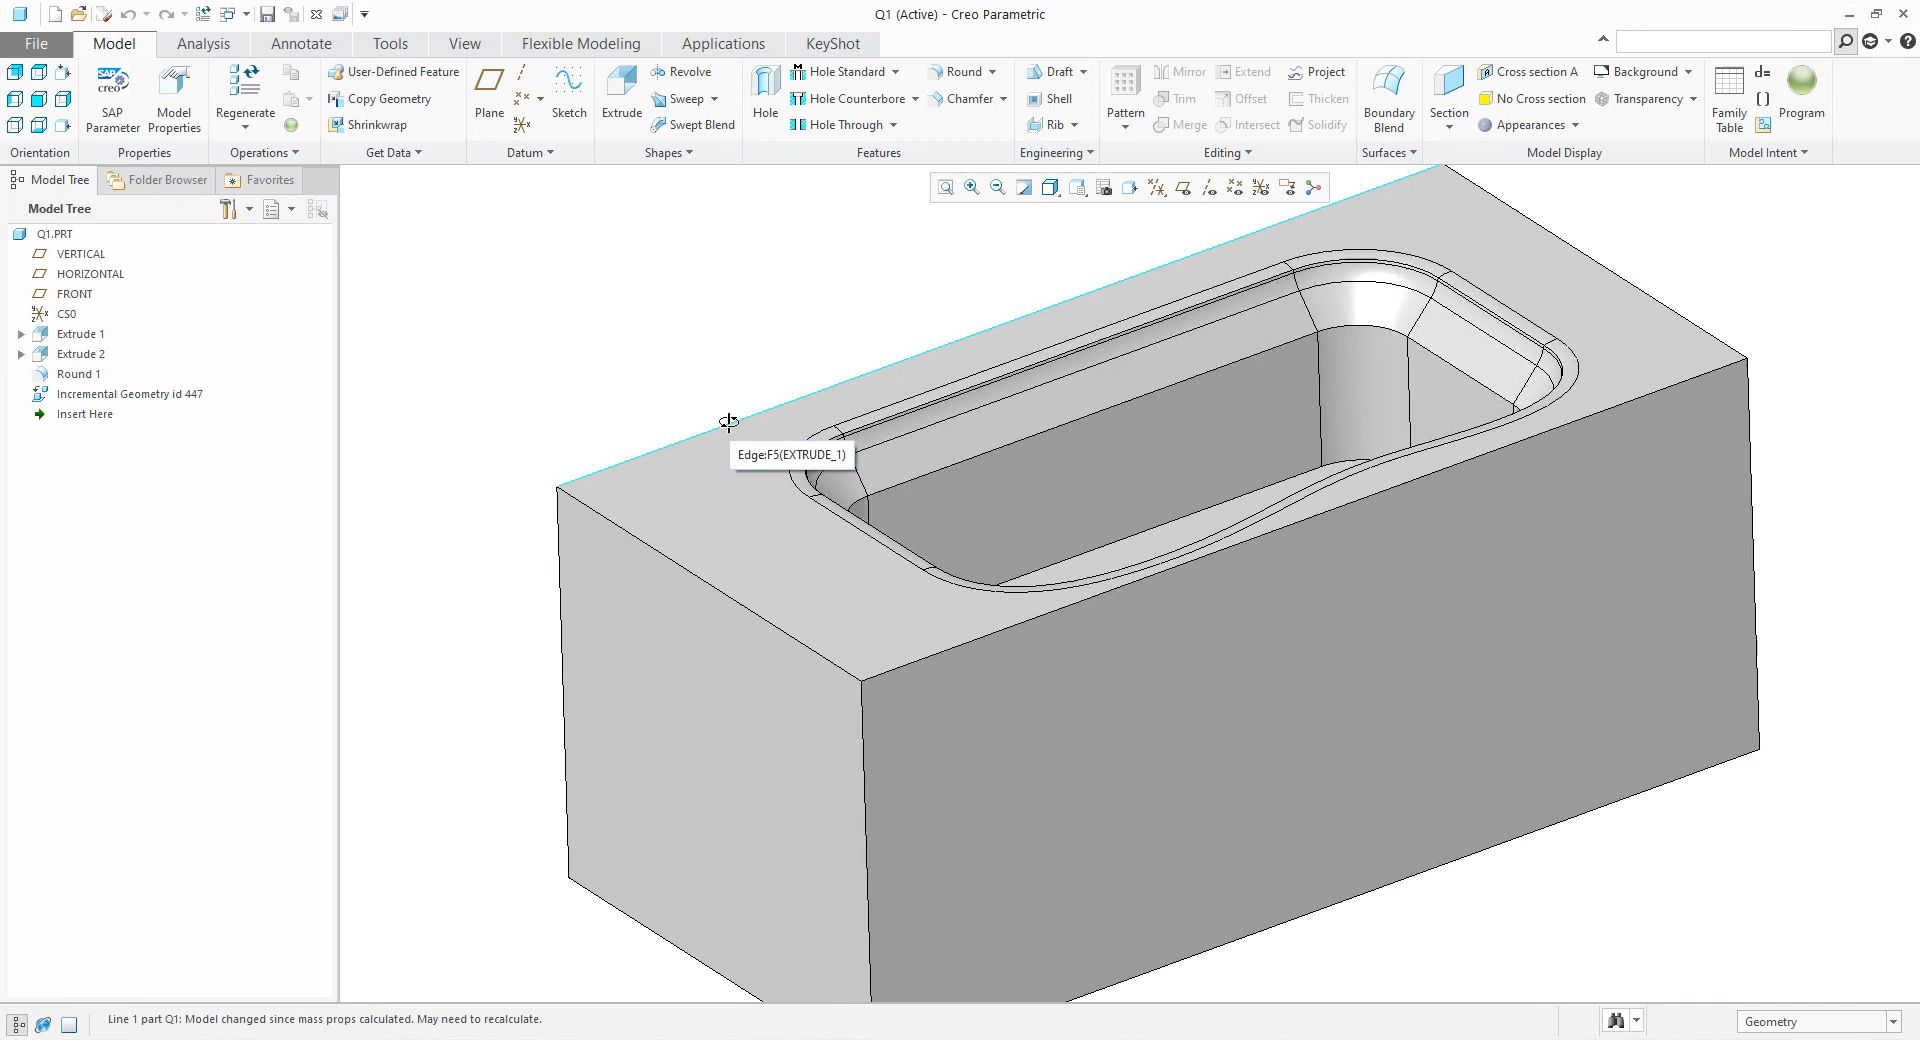 Q1 (Active) - Creo Parametric
File Model Analysis Annotate Tools View Flexible Modeling Applications KeyShot
SAP
creo
SAP
Parameter
Model
Properties
Regenerate
User-Defined Feature
Copy Geometry
Shrinkwrap
Plane
Sketch
Extrude
Revolve
Sweep
Swept Blend
Hole
Hole Standard
Hole Counterbore
Hole Through
Round
Chamfer
Draft
Shell
Rib
Pattern
Mirror Extend Project
Trim Offset Thicken
Merge Intersect Solidify
Boundary
Blend
Section
Cross section A
No Cross section
Appearances
Background
Transparency
Family
Table
d=
Program
Orientation Properties Operations Get Data Datum Shapes Features Engineering Editing Surfaces Model Display Model Intent
Model Tree Folder Browser Favorites
Model Tree
Q1.PRT
VERTICAL
HORIZONTAL
FRONT
CS0
Extrude 1
Extrude 2
Round 1
Incremental Geometry id 447
Insert Here
Edge:F5(EXTRUDE_1)
Line 1 part Q1: Model changed since mass props calculated. May need to recalculate.
Geometry